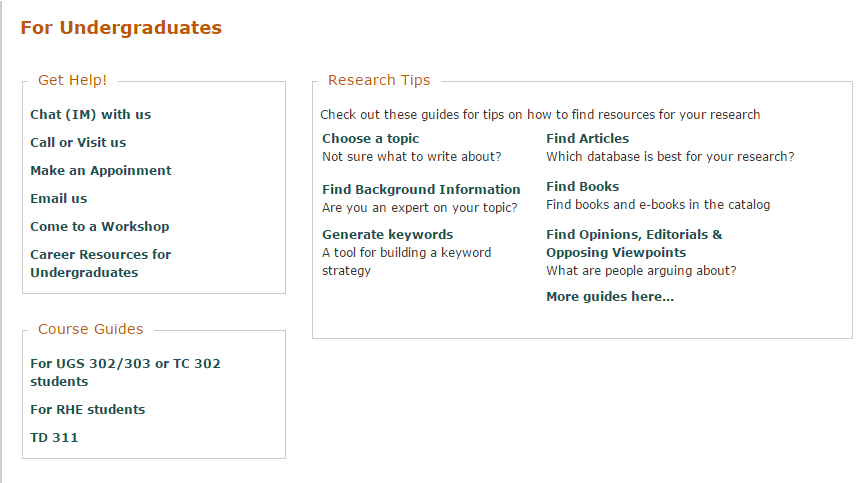 For Undergraduates
Get Help!
Chat (IM) with us
Call or Visit us
Make an Appoinment
Email us
Come to a Workshop
Career Resources for
Undergraduates
Course Guides
For UGS 302/303 or TC 302
students
For RHE students
TD 311
Research Tips
Check out these guides for tips on how to find resources for your research
Choose a topic
Not sure what to write about?
Find Background Information
Are you an expert on your topic?
Generate keywords
A tool for building a keyword
strategy
Find Articles
Which database is best for your research?
Find Books
Find books and e-books in the catalog
Find Opinions, Editorials &
Opposing Viewpoints
What are people arguing about?
More guides here...